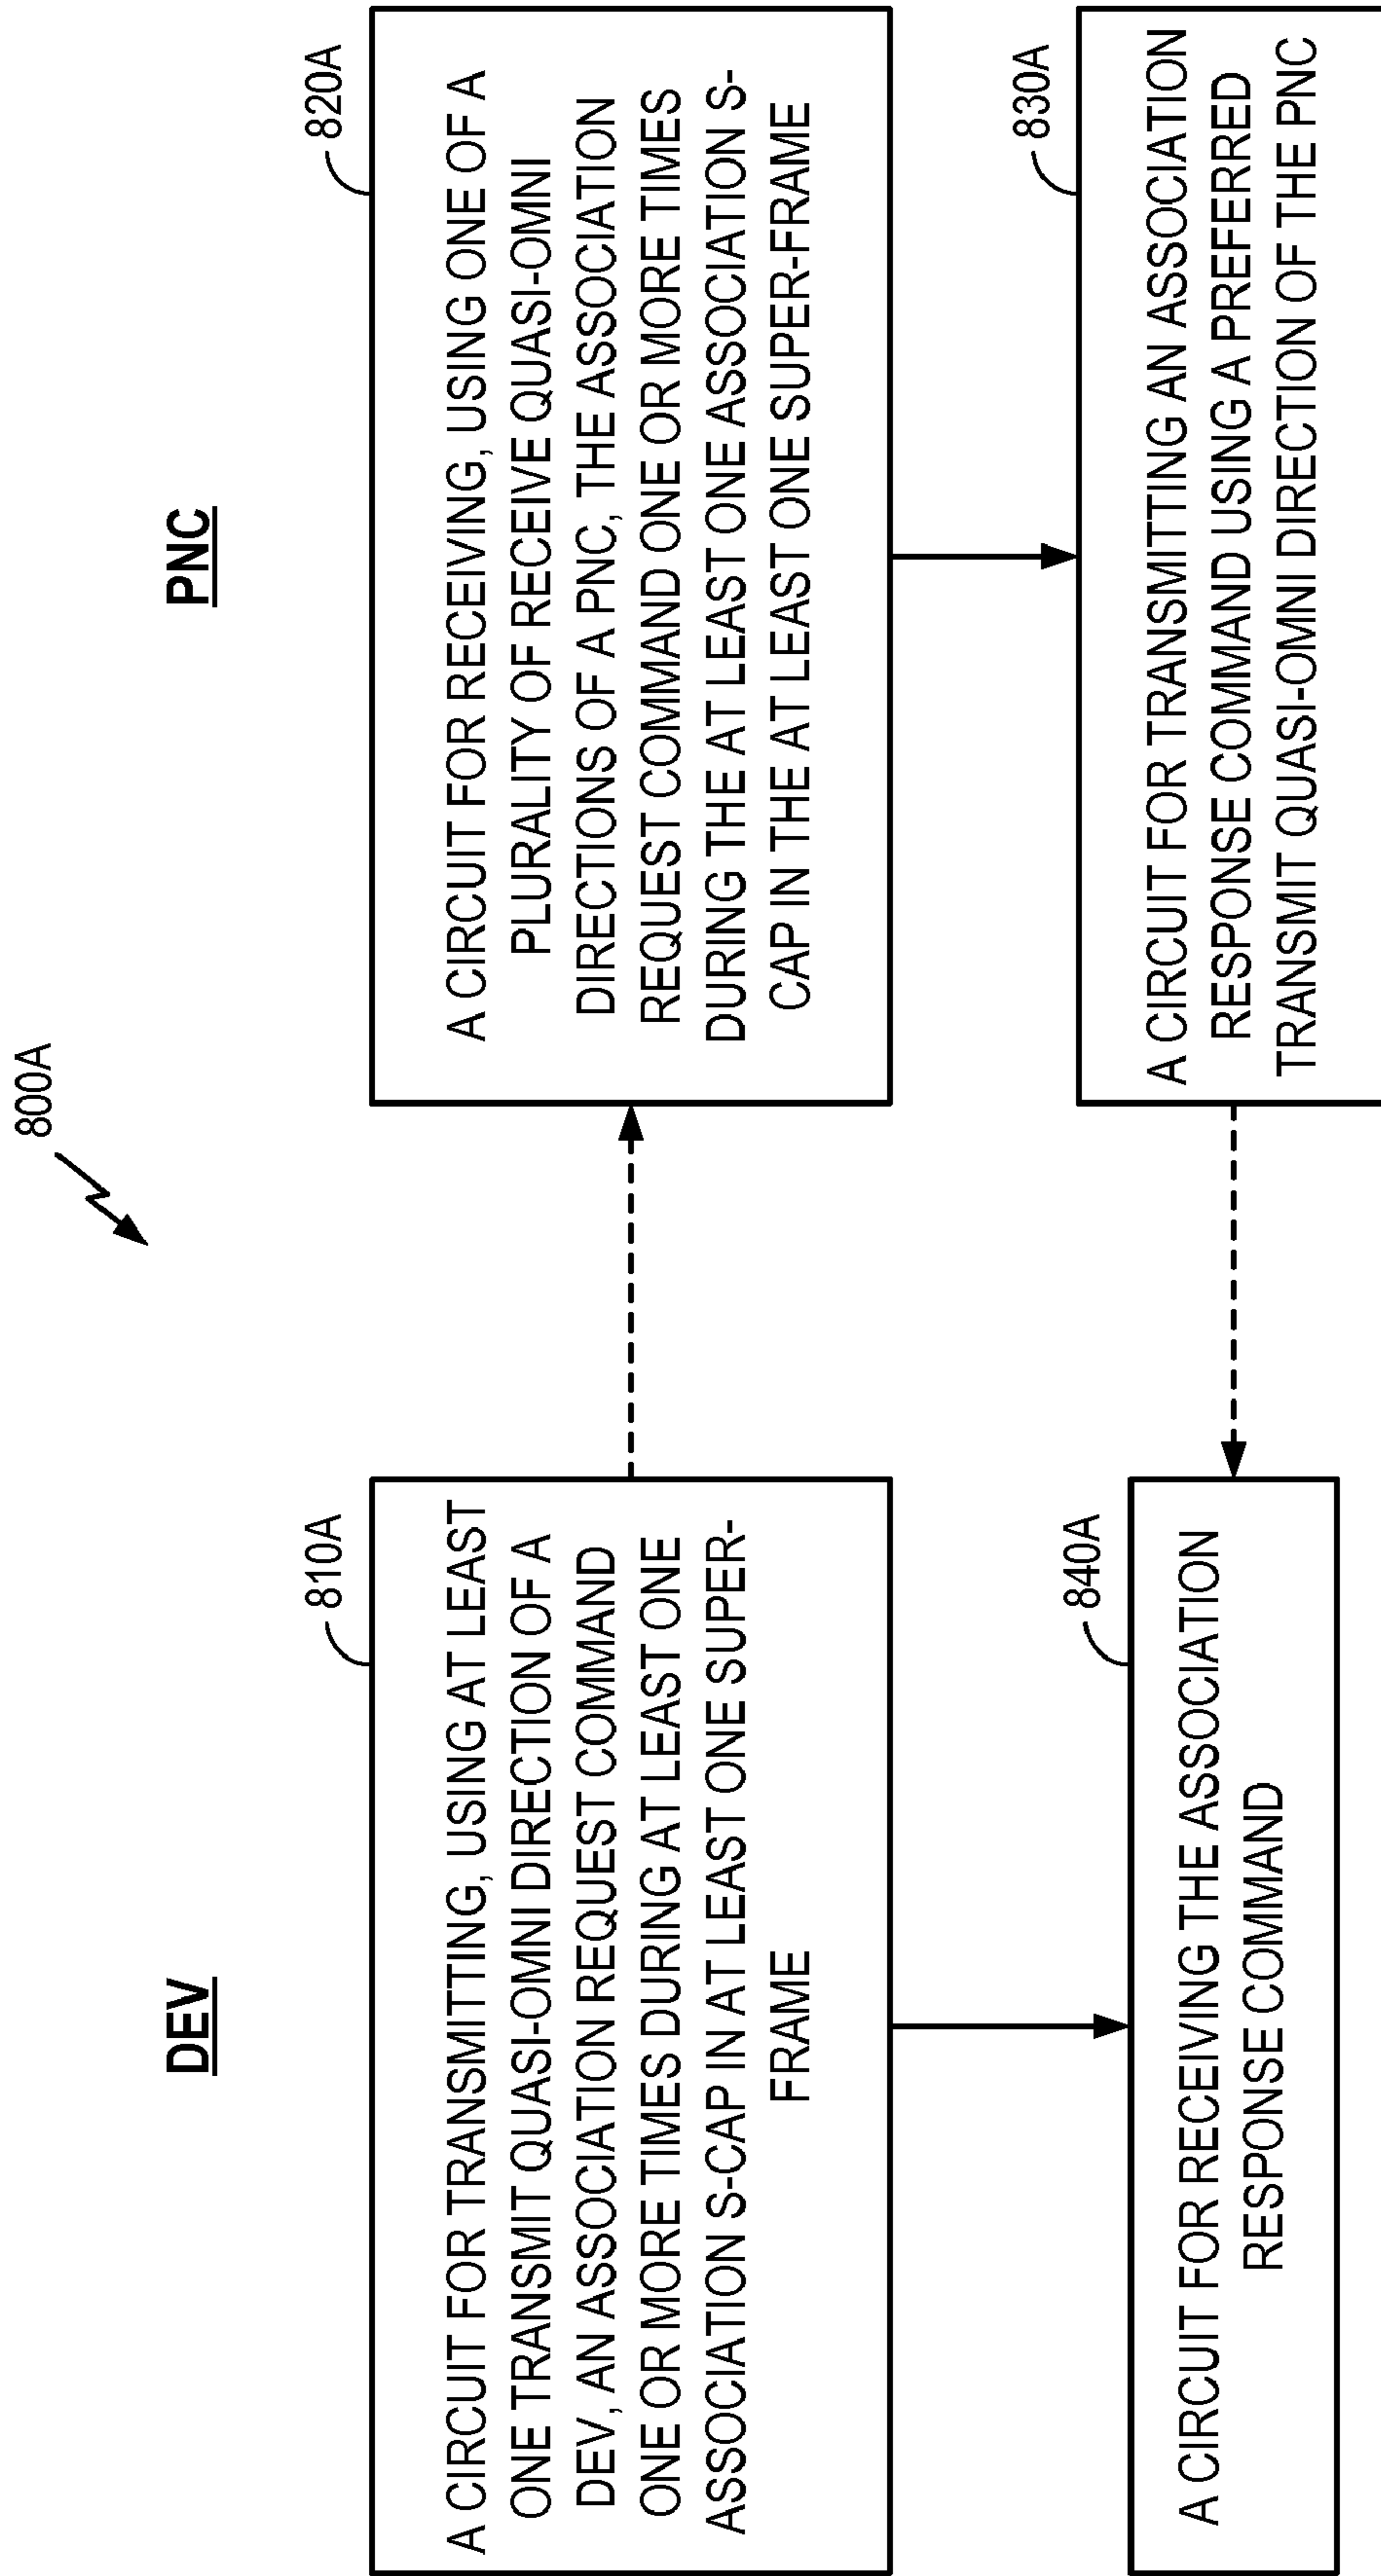 800A
DEV
PNC
810A
A CIRCUIT FOR TRANSMITTING, USING AT LEAST
ONE TRANSMIT QUASI-OMNI DIRECTION OF A
DEV, AN ASSOCIATION REQUEST COMMAND
ONE OR MORE TIMES DURING AT LEAST ONE
ASSOCIATION S-CAP IN AT LEAST ONE SUPER-
FRAME
820A
A CIRCUIT FOR RECEIVING, USING ONE OF A
PLURALITY OF RECEIVE QUASI-OMNI
DIRECTIONS OF A PNC, THE ASSOCIATION
REQUEST COMMAND ONE OR MORE TIMES
DURING THE AT LEAST ONE ASSOCIATION S-
CAP IN THE AT LEAST ONE SUPER-FRAME
840A
A CIRCUIT FOR RECEIVING THE ASSOCIATION
RESPONSE COMMAND
830A
A CIRCUIT FOR TRANSMITTING AN ASSOCIATION
RESPONSE COMMAND USING A PREFERRED
TRANSMIT QUASI-OMNI DIRECTION OF THE PNC